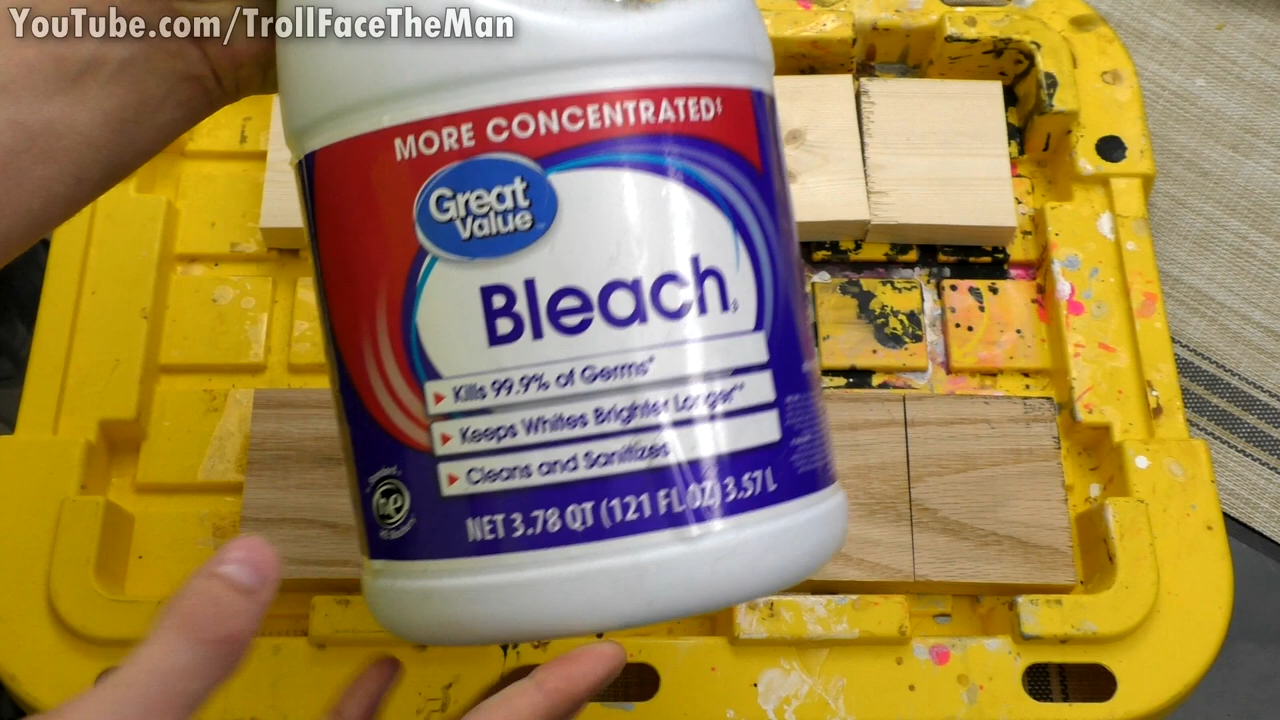 YouTube.com/TrollFaceTheMan
MORE CONCENTRATED‡
Great
Value
Bleach
Kills 99.9% of Germs*
Keeps Whites Brighter Longer**
Cleans and Sanitizes
he
NET 3.78 QT (121 FL OZ) 3.57 L